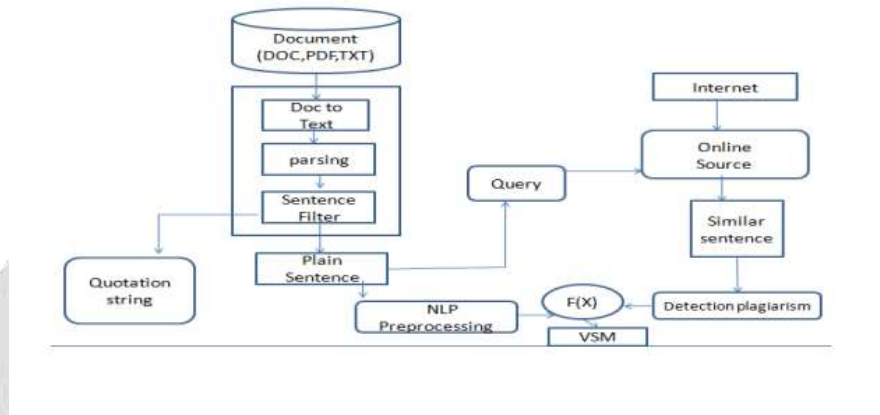 Document
(DOC,PDF,TXT)
Doc to
Text
parsing
Sentence
Filter
Plain
Sentence
Quotation
string
NLP
Preprocessing
Query
Internet
Online
Source
Similar
sentence
Detection plagiarism
F(X)
VSM